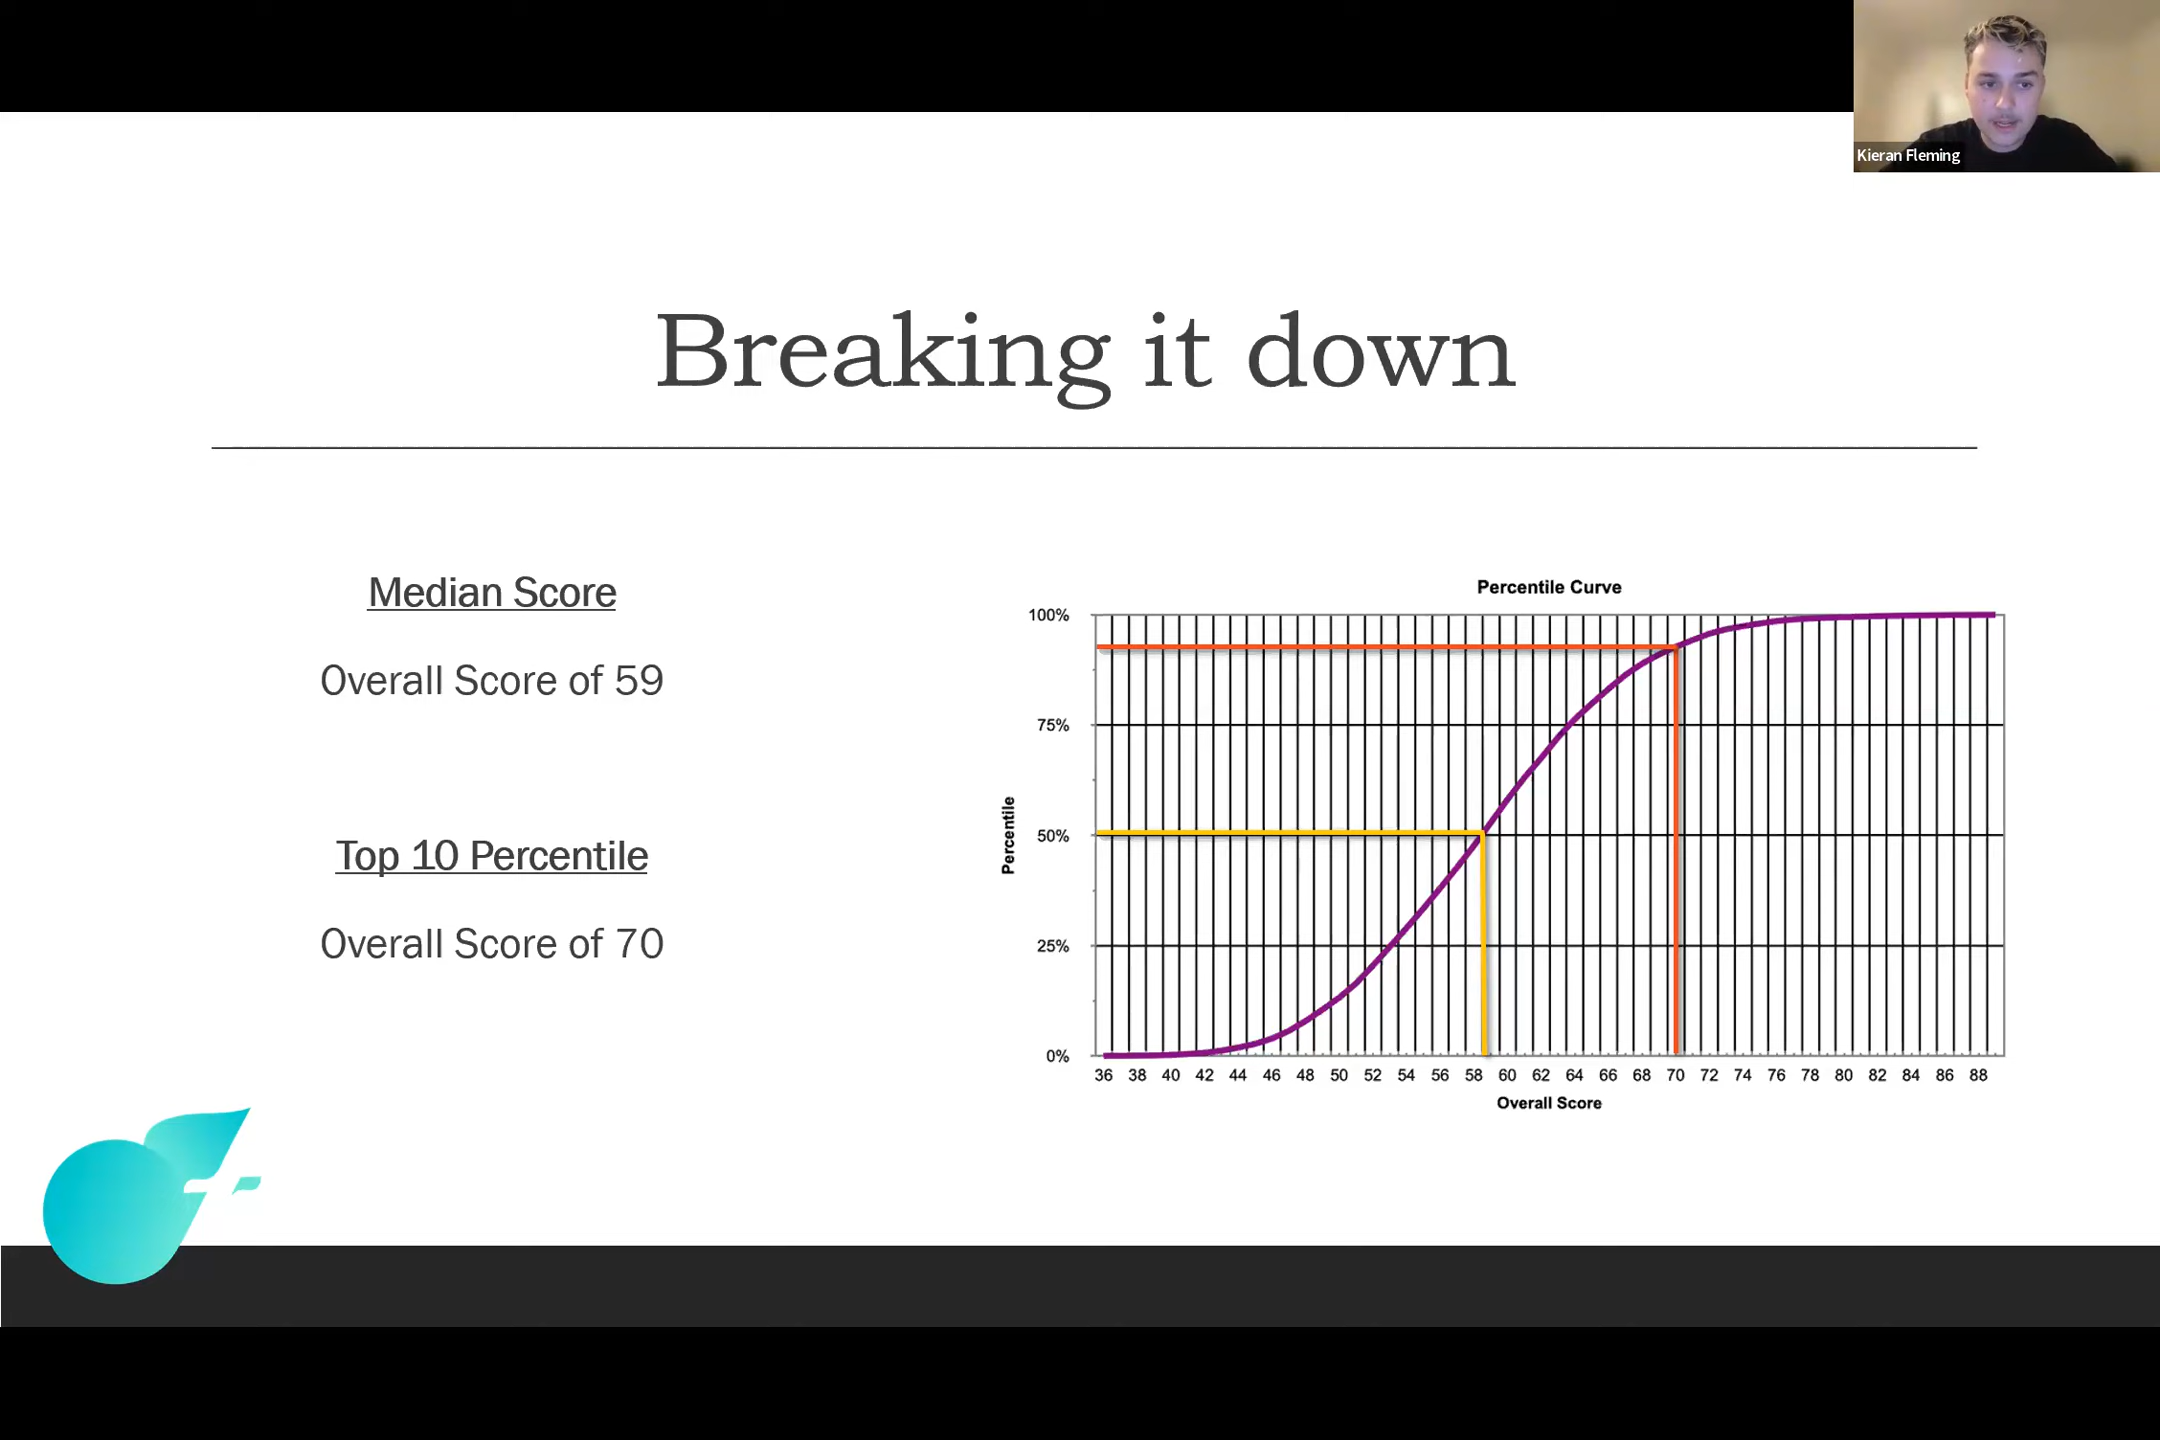 Kieran Fleming
Breaking it down
Median Score
Overall Score of 59
Top 10 Percentile
Overall Score of 70
Percentile Curve
100%
75%
50%
25%
0%
Percentile
36 38 40 42 44 46 48 50 52 54 56 58 60 62 64 66 68 70 72 74 76 78 80 82 84 86 88
Overall Score